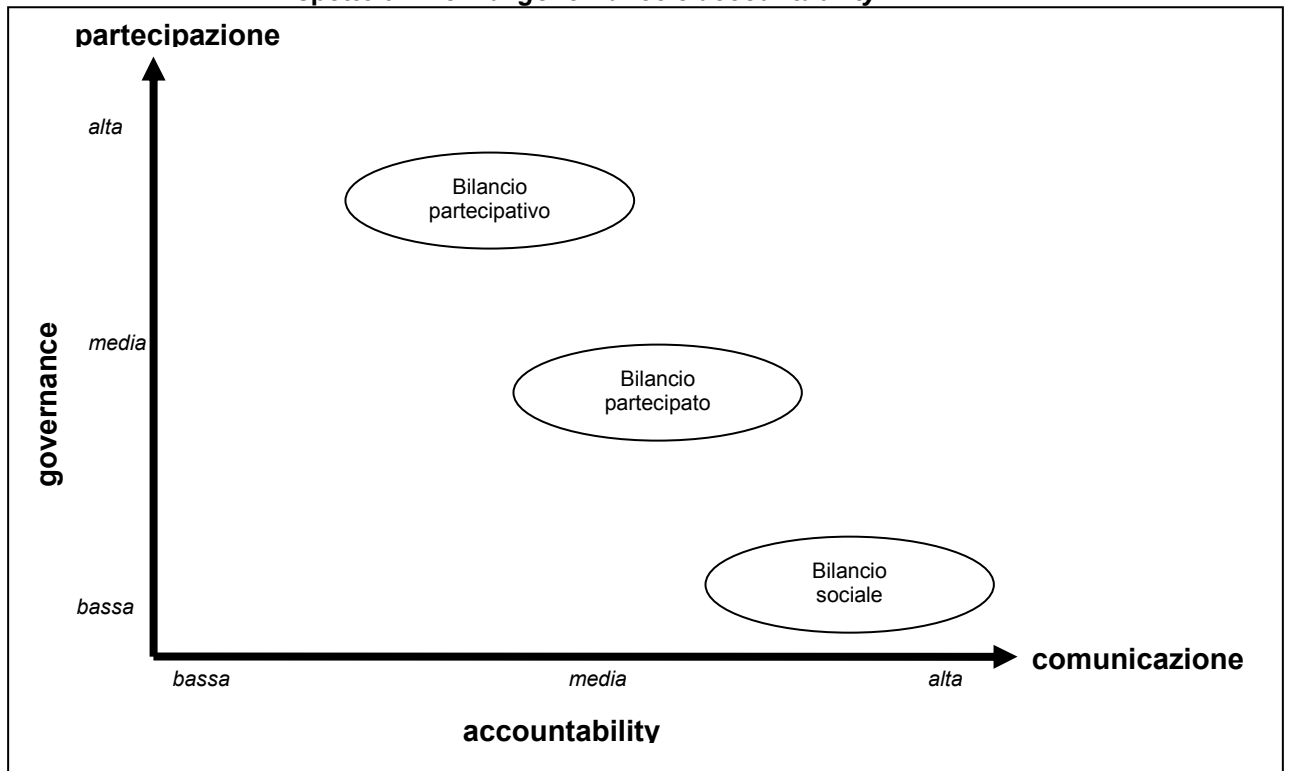 partecipazione
alta
Bilancio
partecipativo
media
governance
Bilancio
partecipato
Bilancio
sociale
bassa
comunicazione
bassa
media
alta
accountability